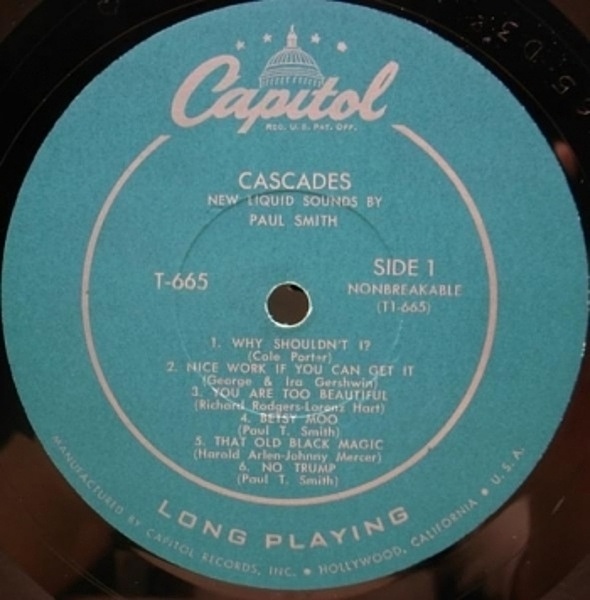 Capitol
REG. U. S. PAT. OFF.
CASCADES
NEW LIQUID SOUNDS BY
PAUL SMITH
T-665
SIDE 1
NONBREAKABLE
(T1-665)
1. WHY SHOULDN'T I?
(Cole Porter)
2. NICE WORK IF YOU CAN GET IT
(George & Ira Gershwin)
3. YOU ARE TOO BEAUTIFUL
(Richard Rodgers-Lorenz Hart)
4. BETSY MOO
(Paul T. Smith)
5. THAT OLD BLACK MAGIC
(Harold Arlen-Johnny Mercer)
6. NO TRUMP
(Paul T. Smith)
LONG PLAYING
MANUFACTURED BY CAPITOL RECORDS, INC. • HOLLYWOOD, CALIFORNIA • U.S.A.